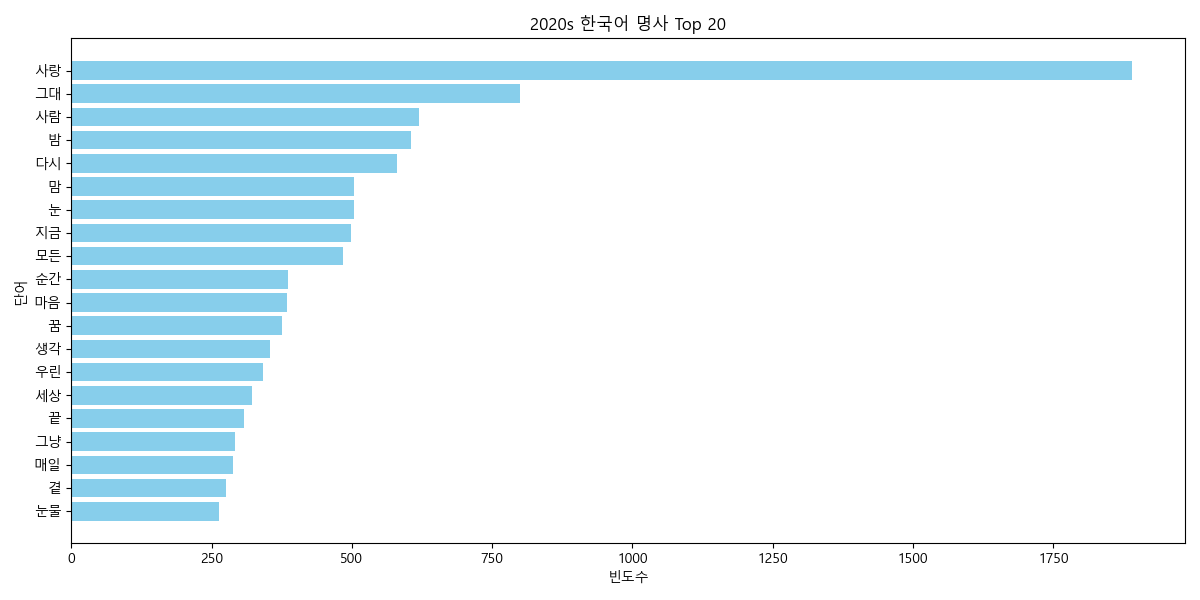 2020s 한국어 명사 Top 20
단어
사랑
그대
사람
밤
다시
맘
눈
지금
모든
순간
마음
꿈
생각
우린
세상
끝
그냥
매일
곁
눈물
0 250 500 750 1000 1250 1500 1750
빈도수